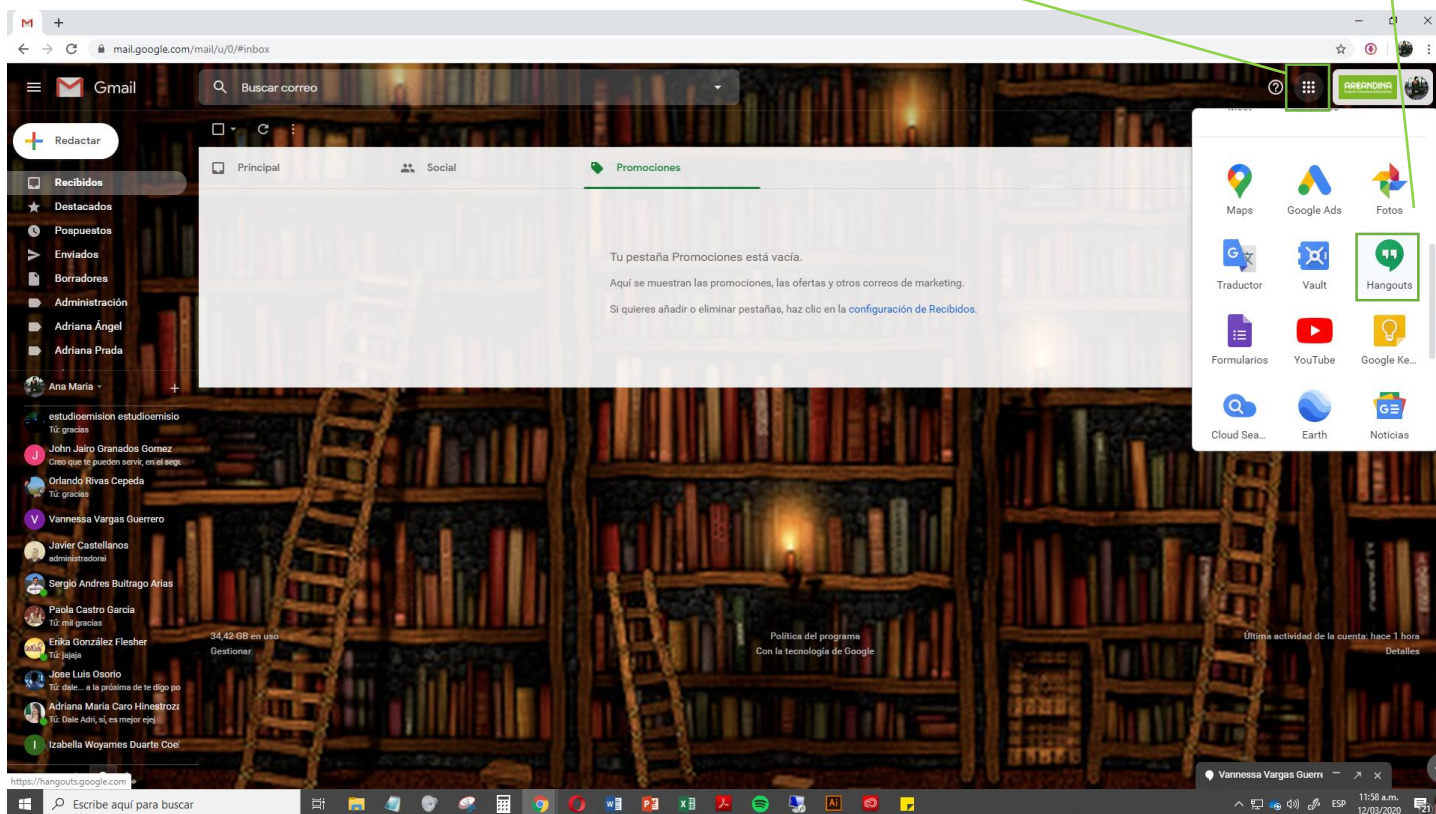 mail.google.com/mail/u/0/#inbox
Gmail
Buscar correo
AREANDINA
Redactar
Recibidos
Destacados
Pospuestos
Enviados
Borradores
Administración
Adriana Ángel
Adriana Prada
Ana Maria
Principal
Social
Promociones
Tu pestaña Promociones está vacía.
Aquí se muestran las promociones, las ofertas y otros correos de marketing.
Si quieres añadir o eliminar pestañas, haz clic en la configuración de Recibidos.
Maps Google Ads Fotos
Traductor Vault Hangouts
Formularios YouTube Google Ke...
Cloud Sea... Earth Noticias
estudioemision estudioemisio
Tú: gracias
John Jairo Granados Gomez
Creo que te pueden servir, en el segu
Orlando Rivas Cepeda
Tú: gracias
Vannessa Vargas Guerrero
Javier Castellanos
administradorai
Sergio Andres Buitrago Arias
Paola Castro Garcia
Tú: mil gracias
Erika González Flesher
Tú: jajaja
Jose Luis Osorio
Tú: dale... a la próxima de te digo po
Adriana Maria Caro Hinestroza
Tú: Dale Adri, sí, es mejor ejej
Izabella Woyames Duarte Coel
34,42 GB en uso
Gestionar
Política del programa
Con la tecnología de Google
Última actividad de la cuenta: hace 1 hora
Detalles
https://hangouts.google.com
Vannessa Vargas Guerre
Escribe aquí para buscar
ESP
11:58 a.m.
12/03/2020
21